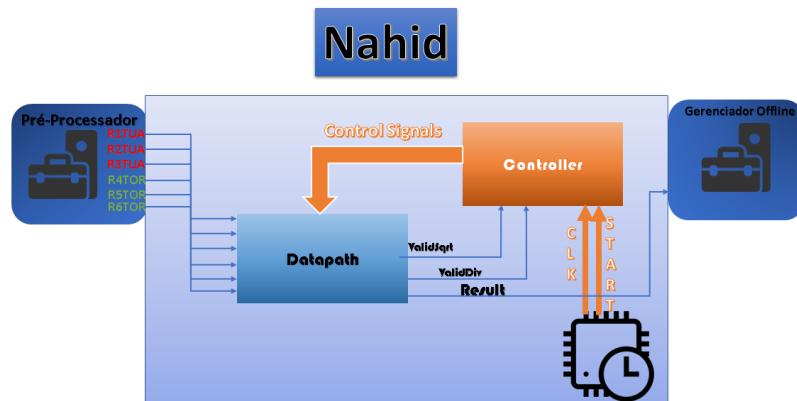 Nahid
Pré-Processador
Gerenciador Offline
R1TUA
R2TUA
R3TUA
R4TOR
R5TOR
R6TOR
Control Signals
Controller
Datapath
ValidSqrt
ValidDiv
Result
CLK
START